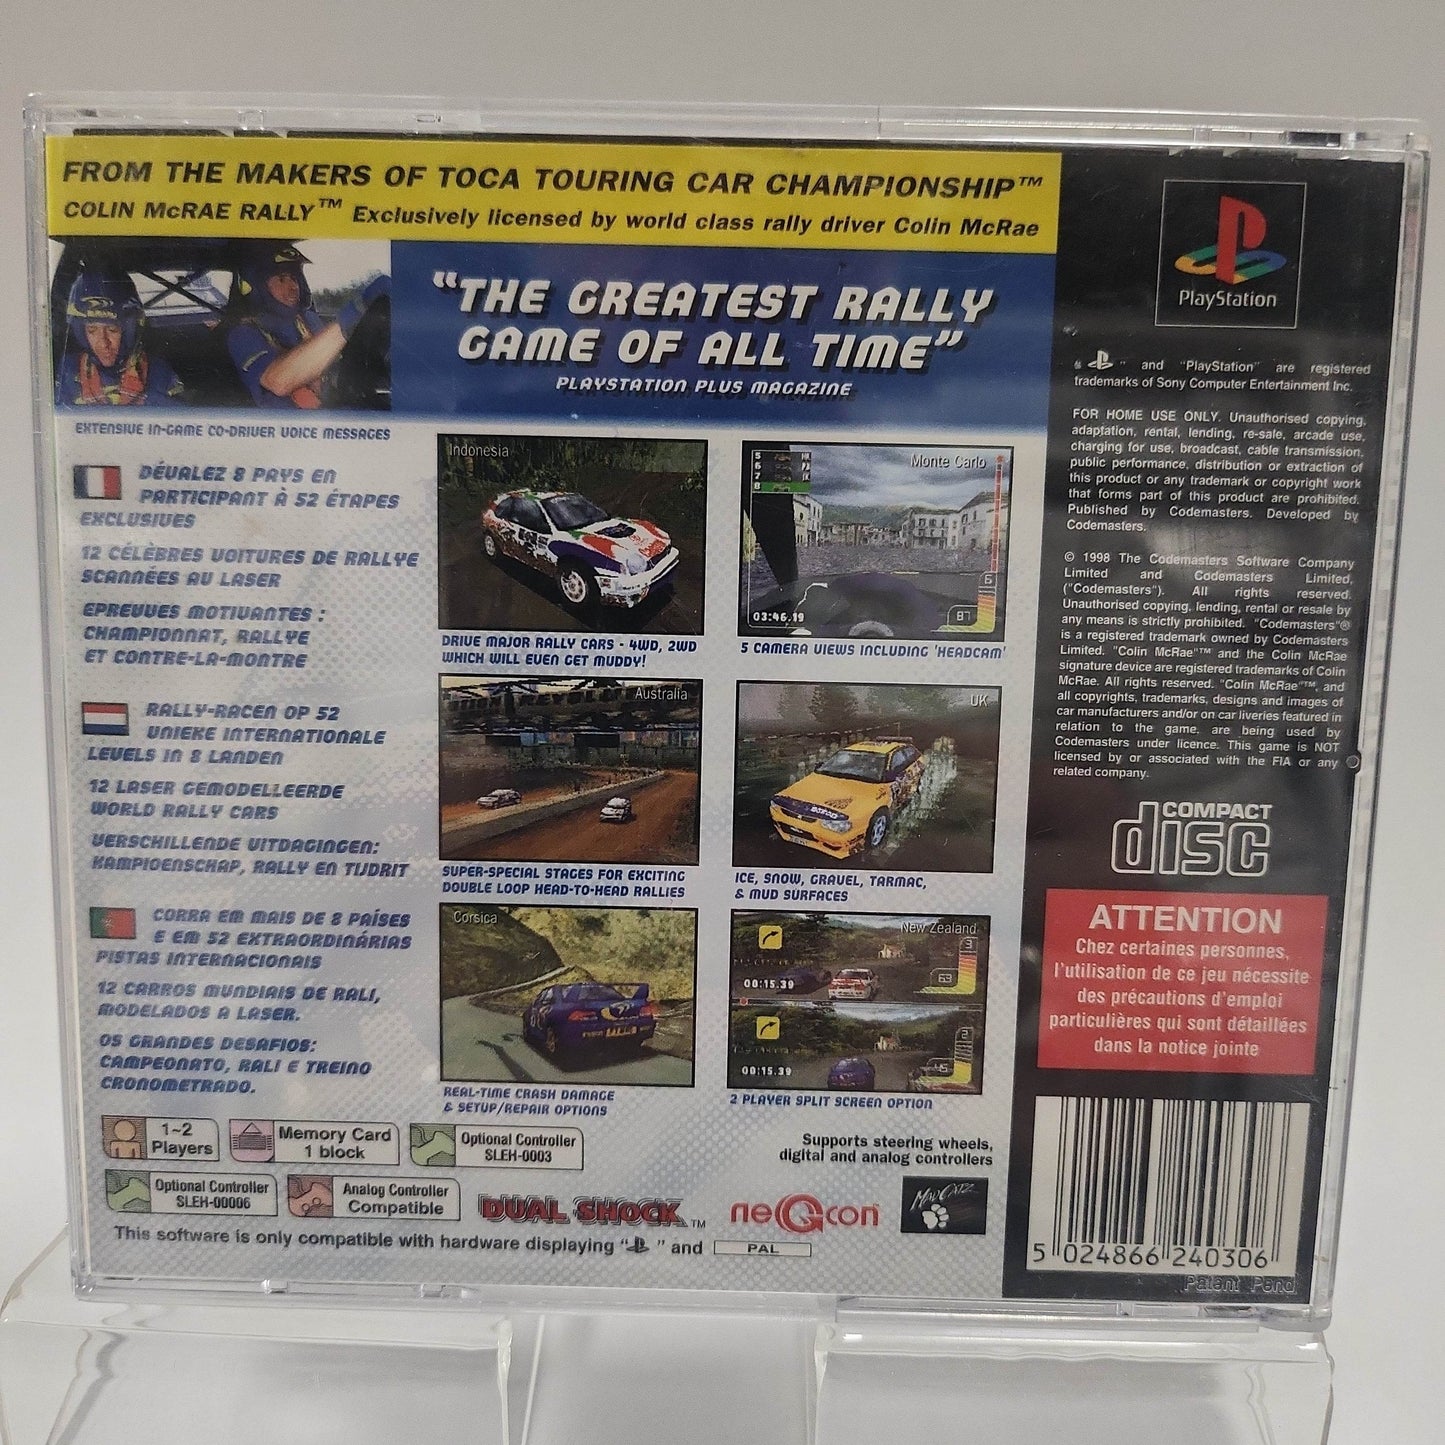 FROM THE MAKERS OF TOCA TOURING CAR CHAMPIONSHIP™
COLIN McRAE RALLY™ Exclusively licensed by world class rally driver Colin McRae
"THE GREATEST RALLY
GAME OF ALL TIME"
PLAYSTATION PLUS MAGAZINE
EXTENSIVE IN-GAME CO-DRIVER VOICE MESSAGES
DÉVALEZ 8 PAYS EN
PARTICIPANT À 52 ÉTAPES
EXCLUSIVES
12 CÉLÈBRES VOITURES DE RALLYE
SCANNÉES AU LASER
EPREUVES MOTIVANTES :
CHAMPIONNAT, RALLYE
ET CONTRE-LA-MONTRE
RALLY-RACEN OP 52
UNIEKE INTERNATIONALE
LEVELS IN 8 LANDEN
12 LASER GEMODELLEERDE
WORLD RALLY CARS
VERSCHILLENDE UITDAGINGEN:
KAMPIOENSCHAP, RALLY EN TIJDRIT
CORRA EM MAIS DE 8 PAÍSES
E EM 52 EXTRAORDINÁRIAS
PISTAS INTERNACIONAIS
12 CARROS MUNDIAIS DE RALI,
MODELADOS A LASER.
OS GRANDES DESAFIOS:
CAMPEONATO, RALI E TREINO
CRONOMETRADO.
Indonesia
DRIVE MAJOR RALLY CARS - 4WD, 2WD
WHICH WILL EVEN GET MUDDY!
Monte Carlo
5
6
7
8
6
03:46.19
87
5 CAMERA VIEWS INCLUDING 'HEADCAM'
Australia
SUPER-SPECIAL STAGES FOR EXCITING
DOUBLE LOOP HEAD-TO-HEAD RALLIES
UK
ICE, SNOW, GRAVEL, TARMAC,
& MUD SURFACES
Corsica
REAL-TIME CRASH DAMAGE
& SETUP/REPAIR OPTIONS
New Zealand
3
63
00:15.39
2
45
00:15.39
2 PLAYER SPLIT SCREEN OPTION
1~2
Players
Memory Card
1 block
Optional Controller
SLEH-0003
Optional Controller
SLEH-00006
Analog Controller
Compatible
DUAL SHOCK™
Supports steering wheels,
digital and analog controllers
neGcon
MAD CATZ
This software is only compatible with hardware displaying " " and PAL
PlayStation
" " and "PlayStation" are registered
trademarks of Sony Computer Entertainment Inc.
FOR HOME USE ONLY. Unauthorised copying,
adaptation, rental, lending, re-sale, arcade use,
charging for use, broadcast, cable transmission,
public performance, distribution or extraction of
this product or any trademark or copyright work
that forms part of this product are prohibited.
Published by Codemasters. Developed by
Codemasters.
© 1998 The Codemasters Software Company
Limited and Codemasters Limited.
("Codemasters"). All rights reserved.
Unauthorised copying, lending, rental or resale by
any means is strictly prohibited. "Codemasters"®
is a registered trademark owned by Codemasters
Limited. "Colin McRae"™ and the Colin McRae
signature device are registered trademarks of Colin
McRae. All rights reserved. "Colin McRae"™, and
all copyrights, trademarks, designs and images of
car manufacturers and/or on car liveries featured in
relation to the game, are being used by
Codemasters under licence. This game is NOT
licensed by or associated with the FIA or any
related company.
COMPACT
disc
ATTENTION
Chez certaines personnes,
l'utilisation de ce jeu nécessite
des précautions d'emploi
particulières qui sont détaillées
dans la notice jointe
5 024866 240306
Patent Pend